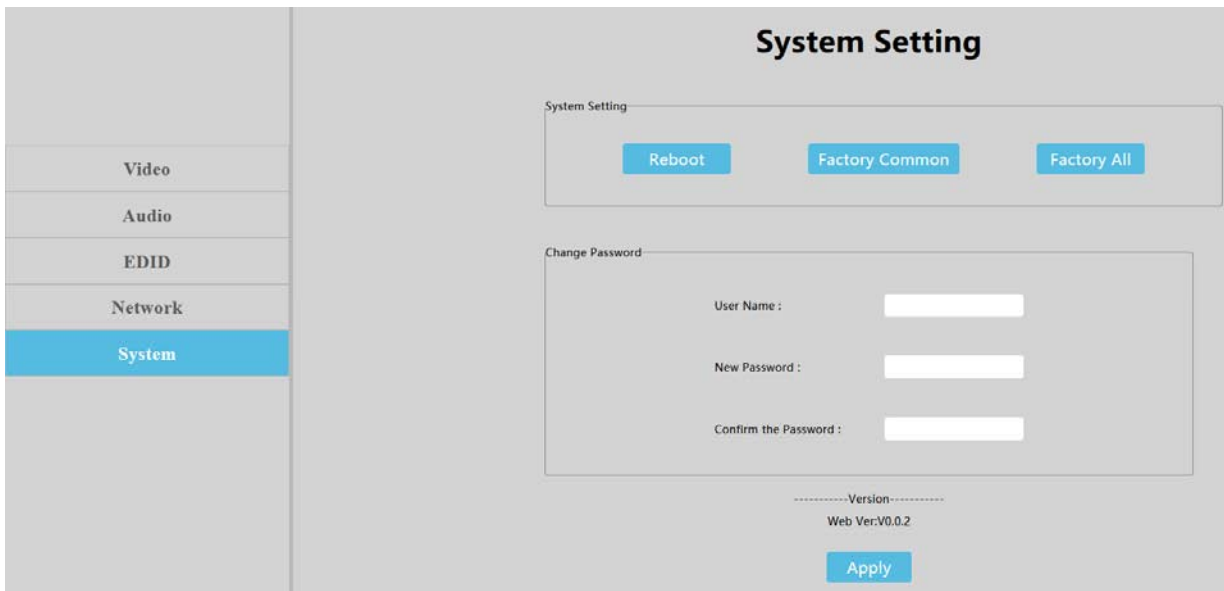 Video
Audio
EDID
Network
System
System Setting
System Setting
Reboot Factory Common Factory All
Change Password
User Name :
New Password :
Confirm the Password :
-----------Version-----------
Web Ver:V0.0.2
Apply